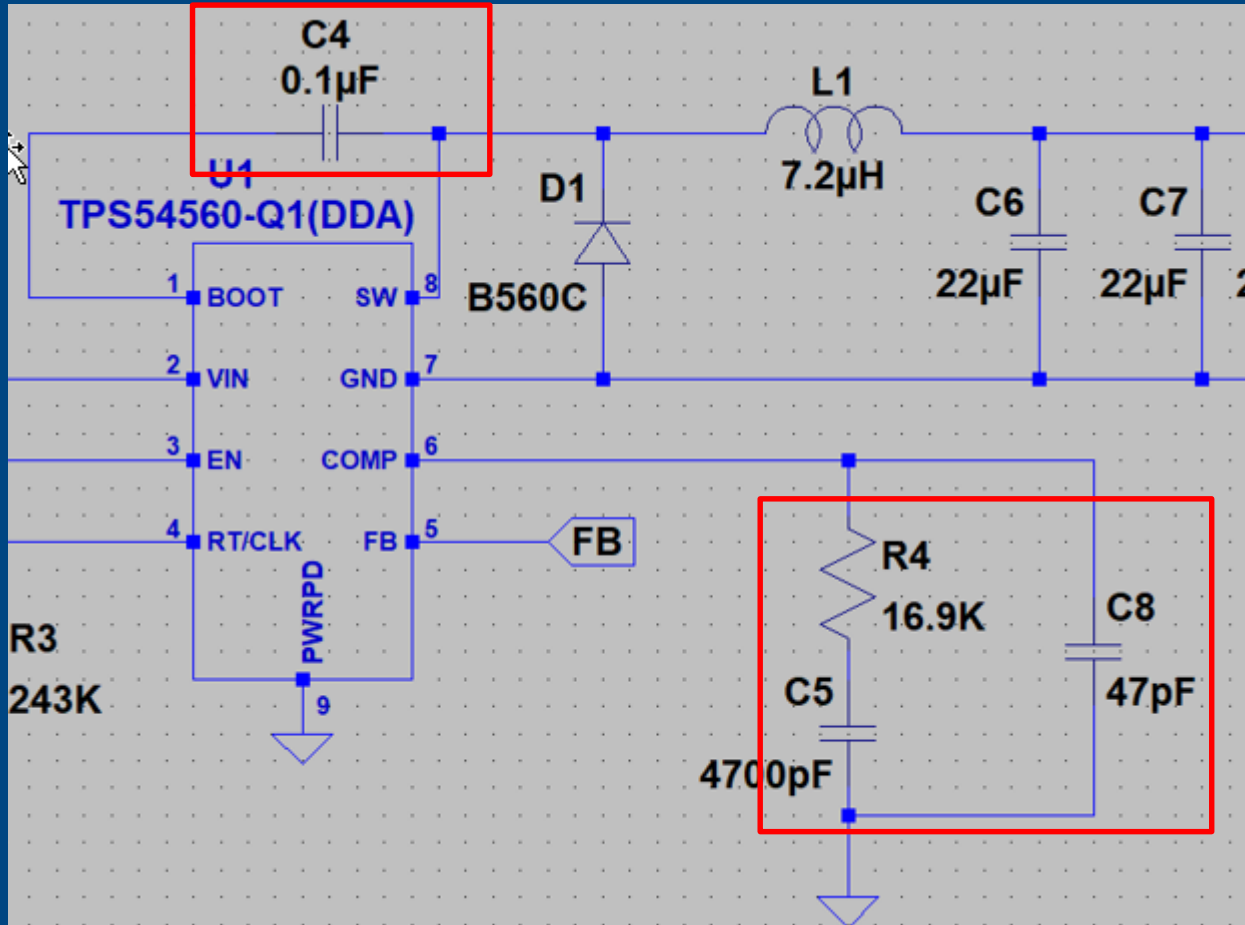 C4
0.1µF
U1
TPS54560-Q1(DDA)
L1
7.2µH
D1
B560C
C6
22µF
C7
22µF
1 BOOT SW 8
2 VIN GND 7
3 EN COMP 6
4 RT/CLK FB 5
PWRPD
9
FB
R3
243K
R4
16.9K
C5
4700pF
C8
47pF